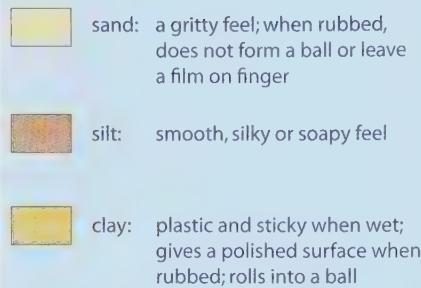 sand: a gritty feel; when rubbed,
does not form a ball or leave
a film on finger
silt: smooth, silky or soapy feel
clay: plastic and sticky when wet;
gives a polished surface when
rubbed; rolls into a ball